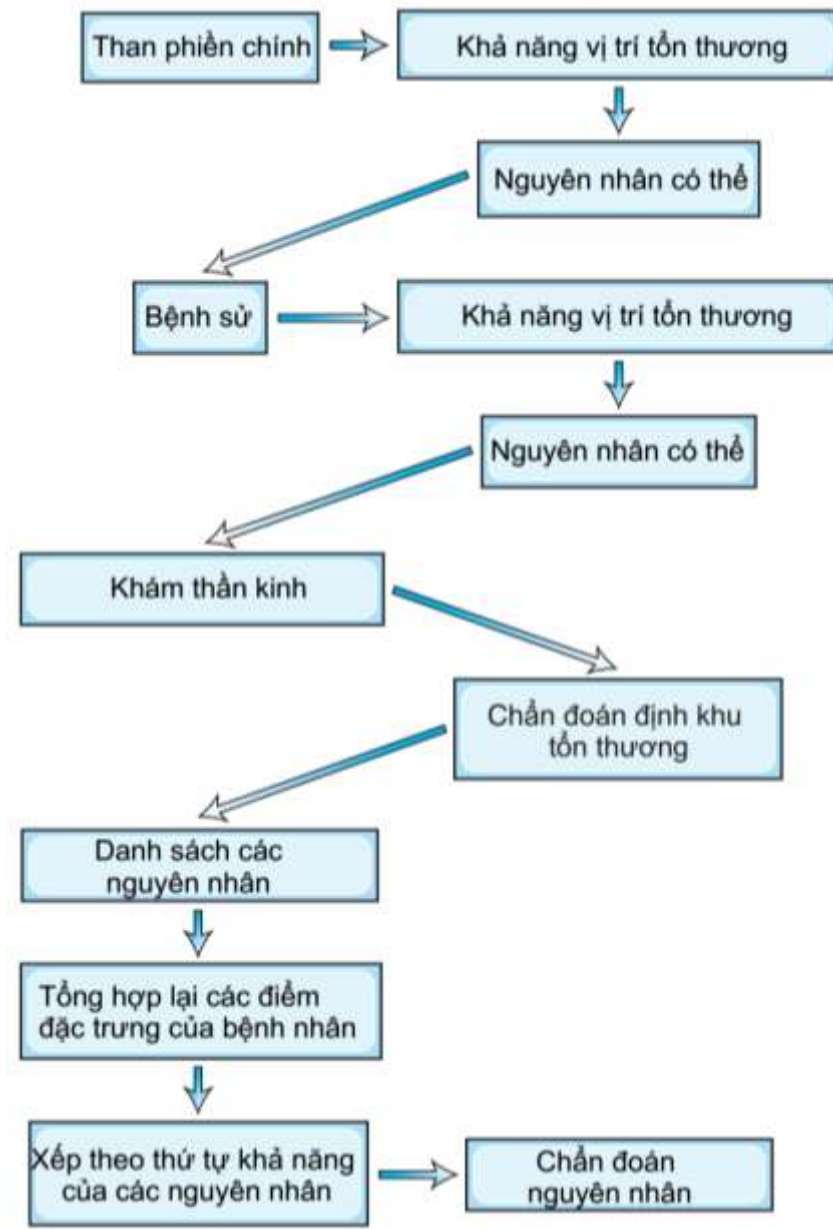 Than phiền chính
Khả năng vị trí tổn thương
Nguyên nhân có thể
Bệnh sử
Khả năng vị trí tổn thương
Nguyên nhân có thể
Khám thần kinh
Chẩn đoán định khu
tổn thương
Danh sách các
nguyên nhân
Tổng hợp lại các điểm
đặc trưng của bệnh nhân
Xếp theo thứ tự khả năng
của các nguyên nhân
Chẩn đoán
nguyên nhân